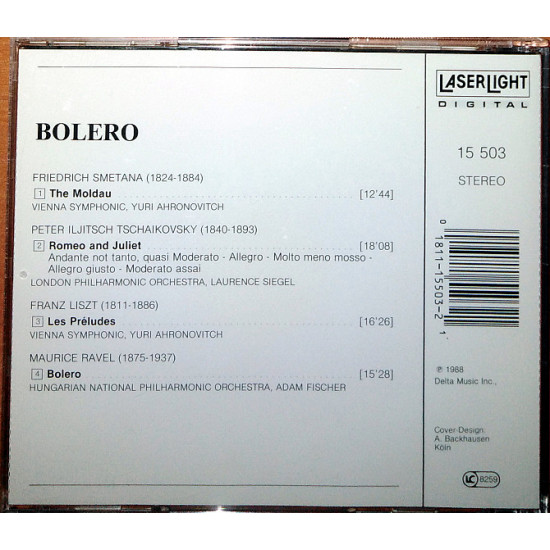 BOLERO
FRIEDRICH SMETANA (1824-1884)
1 The Moldau [12'44]
VIENNA SYMPHONIC, YURI AHRONOVITCH
PETER ILJITSCH TSCHAIKOVSKY (1840-1893)
2 Romeo and Juliet [18'08]
Andante not tanto, quasi Moderato - Allegro - Molto meno mosso -
Allegro giusto - Moderato assai
LONDON PHILHARMONIC ORCHESTRA, LAURENCE SIEGEL
FRANZ LISZT (1811-1886)
3 Les Préludes [16'26]
VIENNA SYMPHONIC, YURI AHRONOVITCH
MAURICE RAVEL (1875-1937)
4 Bolero [15'28]
HUNGARIAN NATIONAL PHILHARMONIC ORCHESTRA, ADAM FISCHER
LASERLIGHT
DIGITAL
15 503
STEREO
0 1811-15503-2 1
℗ 1988
Delta Music Inc.,
Cover-Design:
A. Backhausen
Köln
LC 8259